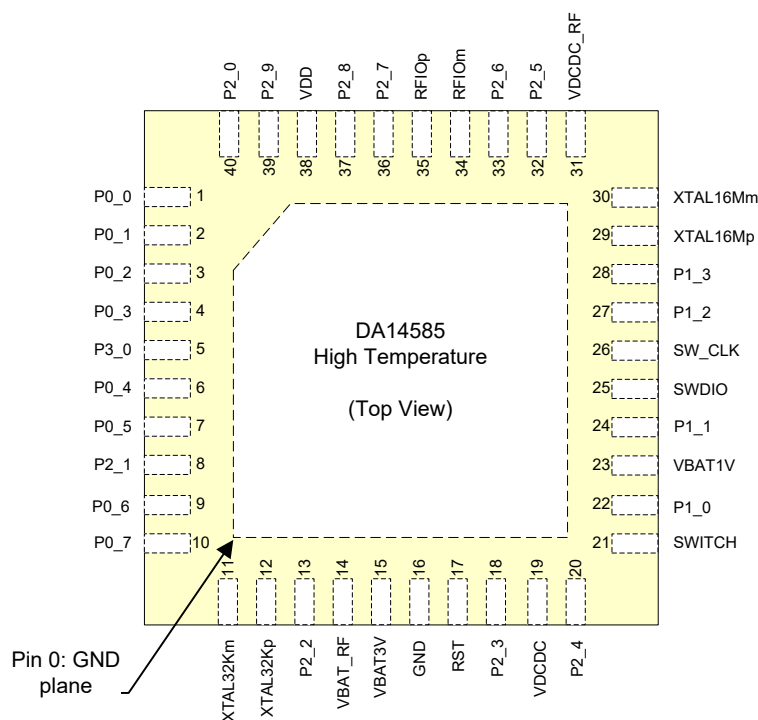 P2_0
P2_9
VDD
P2_8
P2_7
RFIOp
RFIOm
P2_6
P2_5
VDCDC_RF
40
39
38
37
36
35
34
33
32
31
P0_0 1
P0_1 2
P0_2 3
P0_3 4
P3_0 5
P0_4 6
P0_5 7
P2_1 8
P0_6 9
P0_7 10
DA14585
High Temperature
(Top View)
30 XTAL16Mm
29 XTAL16Mp
28 P1_3
27 P1_2
26 SW_CLK
25 SWDIO
24 P1_1
23 VBAT1V
22 P1_0
21 SWITCH
11
12
13
14
15
16
17
18
19
20
XTAL32Km
XTAL32Kp
P2_2
VBAT_RF
VBAT3V
GND
RST
P2_3
VDCDC
P2_4
Pin 0: GND
plane